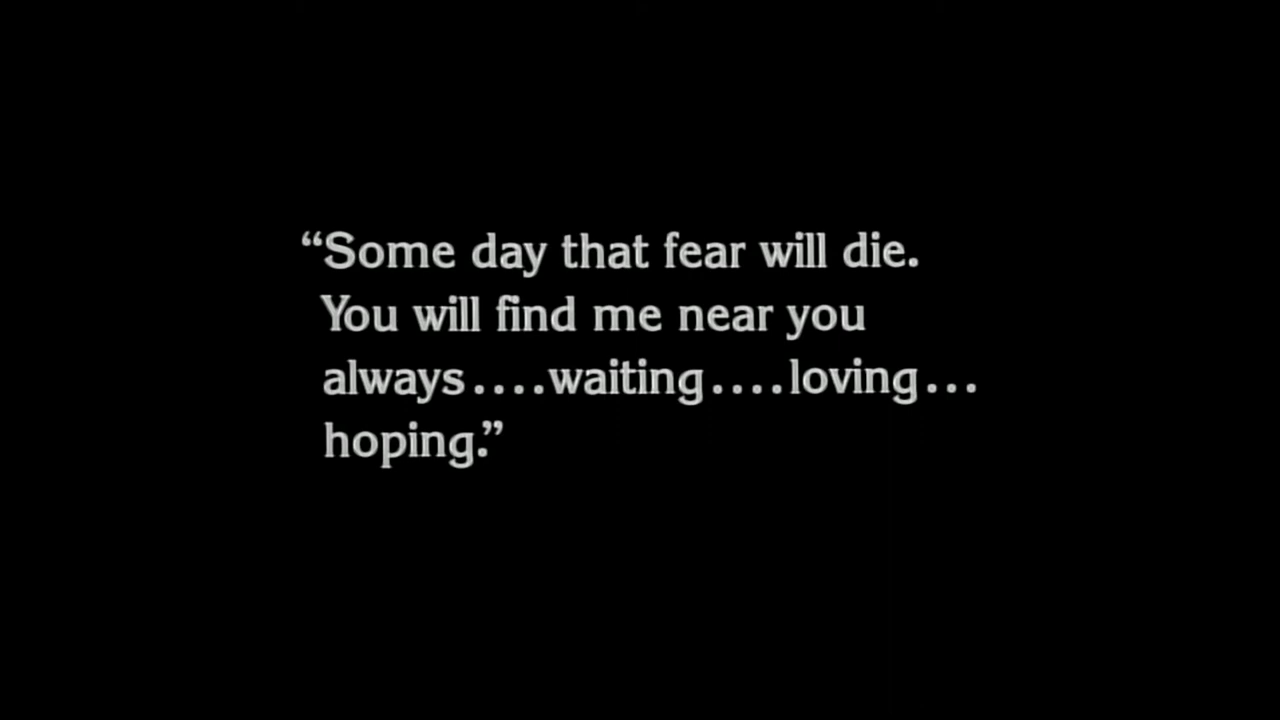 “Some day that fear will die.
You will find me near you
always....waiting....loving...
hoping.”